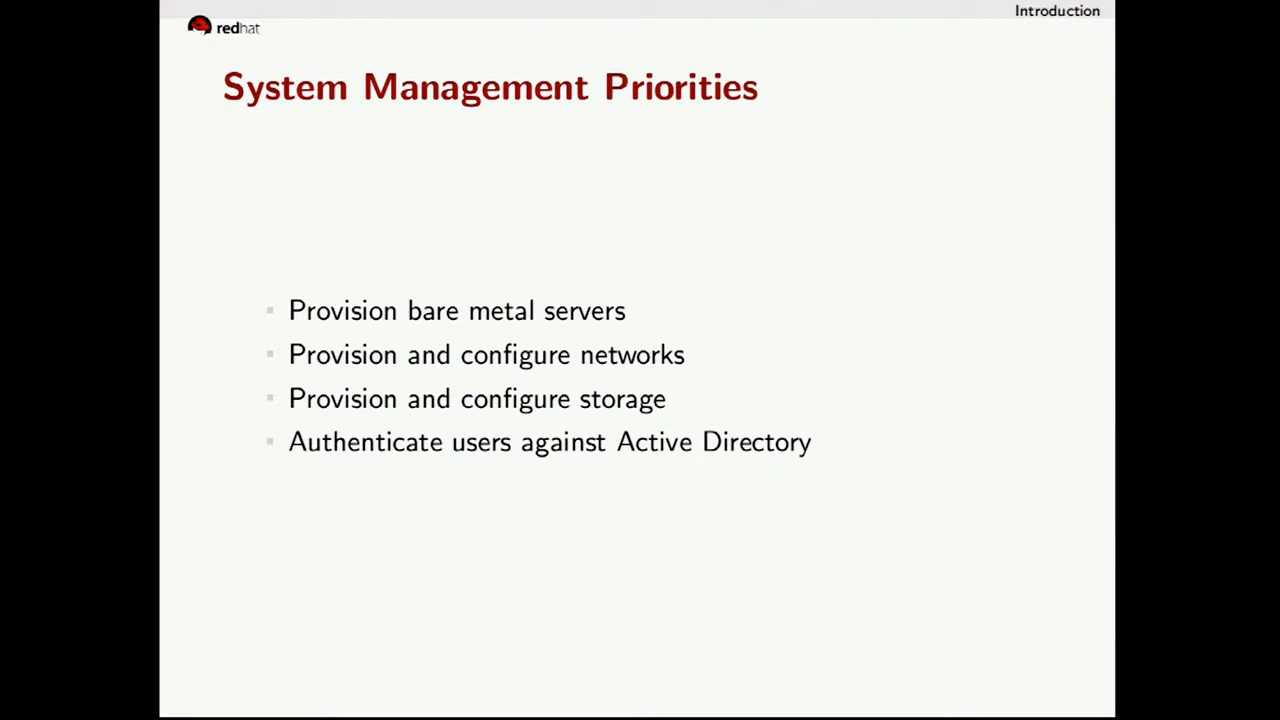 Introduction
redhat
System Management Priorities
Provision bare metal servers
Provision and configure networks
Provision and configure storage
Authenticate users against Active Directory